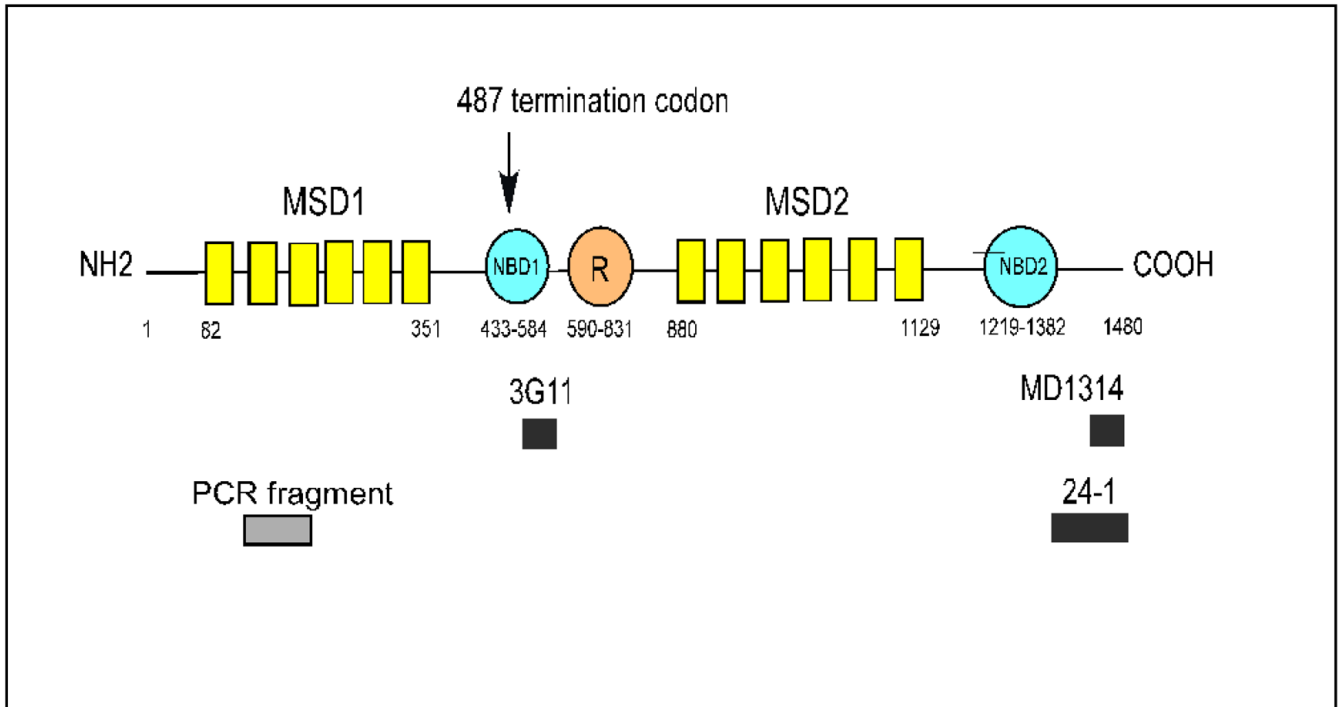 487 termination codon
MSD1
MSD2
NH2
NBD1
R
NBD2
COOH
1
82
351
433-584
590-831
880
1129
1219-1382
1480
3G11
MD1314
PCR fragment
24-1